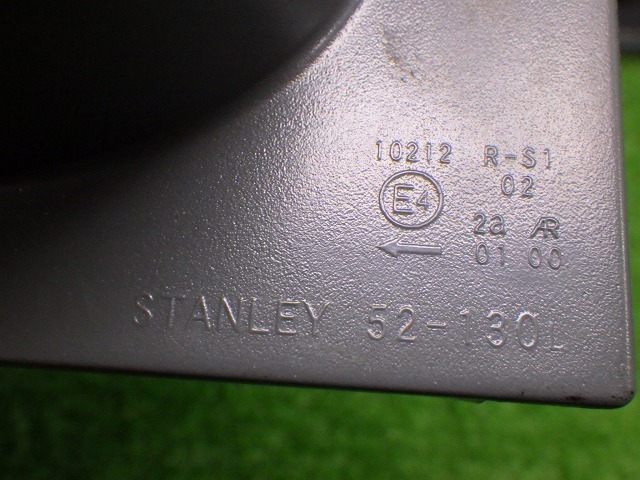 10212 R-S1
02
E4
2a AR
← 01 00
STANLEY 52-130L